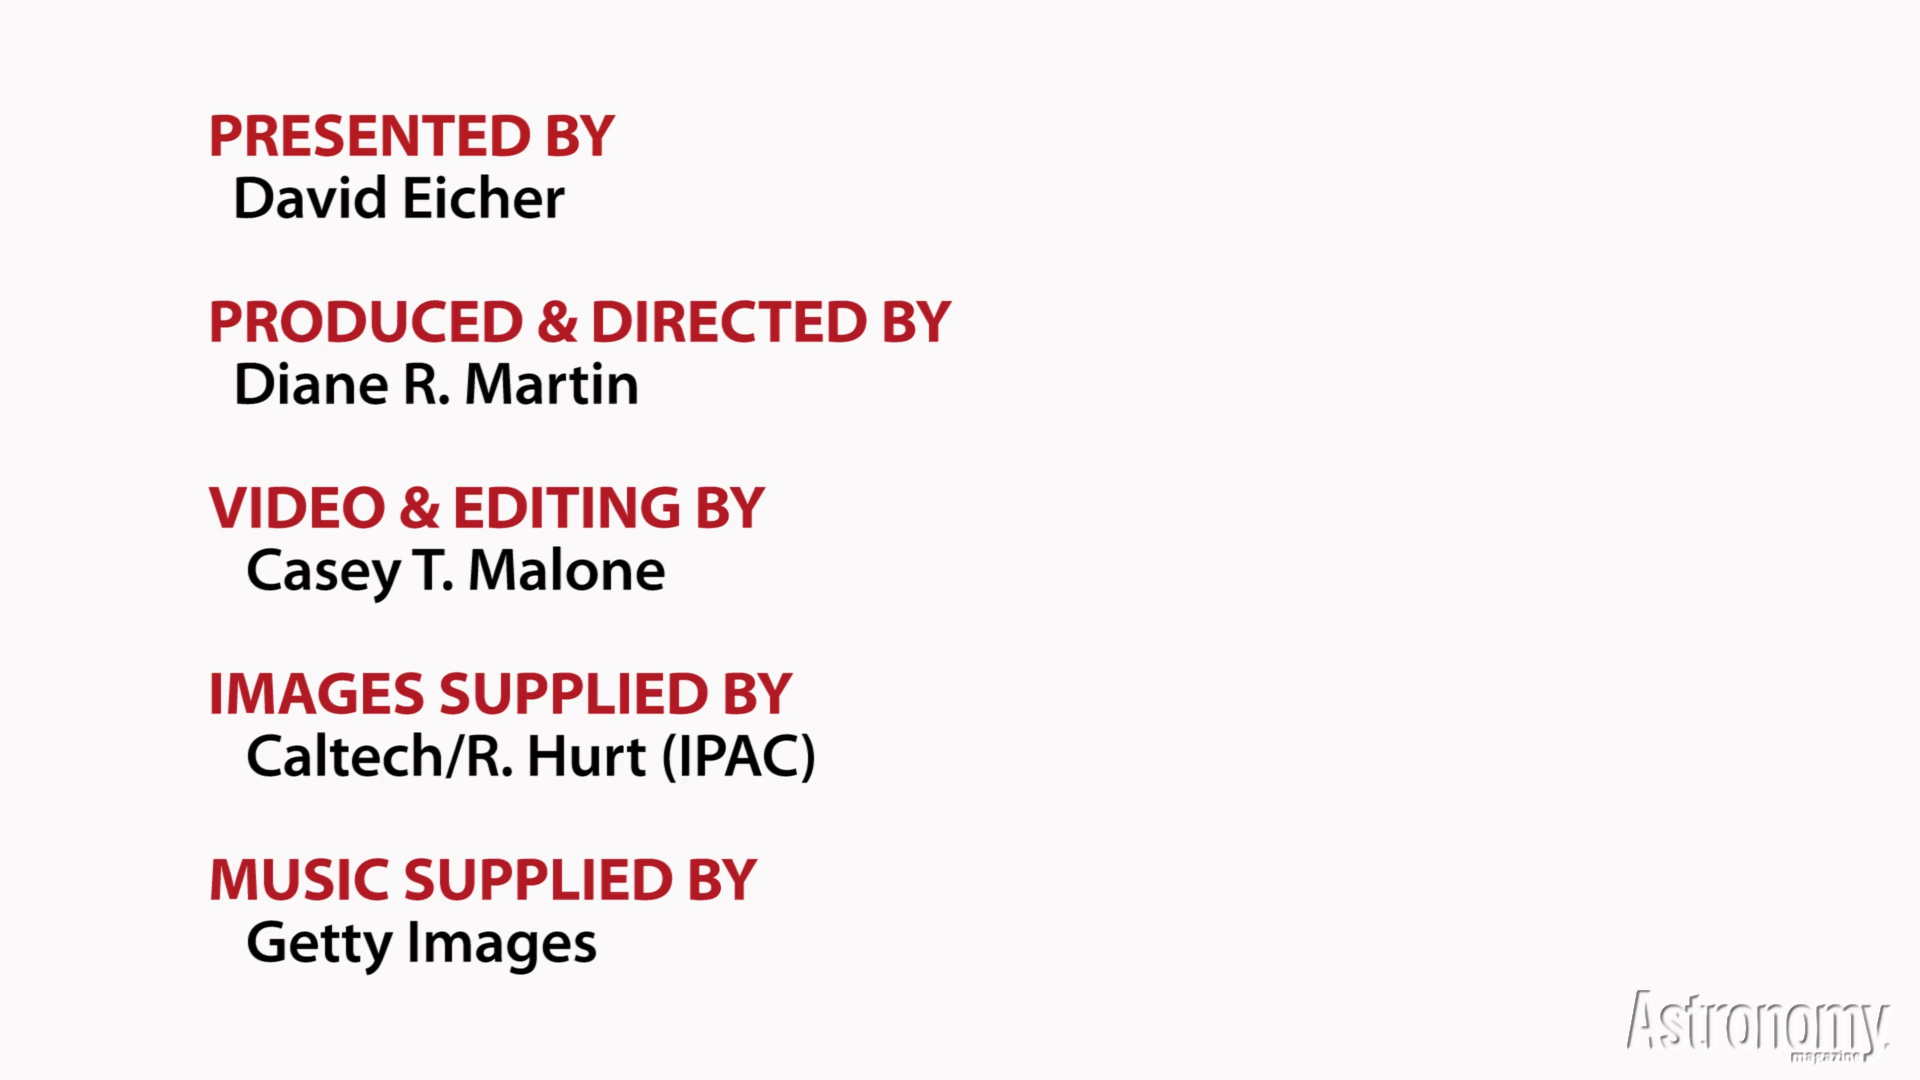 PRESENTED BY
David Eicher
PRODUCED & DIRECTED BY
Diane R. Martin
VIDEO & EDITING BY
Casey T. Malone
IMAGES SUPPLIED BY
Caltech/R. Hurt (IPAC)
MUSIC SUPPLIED BY
Getty Images
Astronomy
magazine